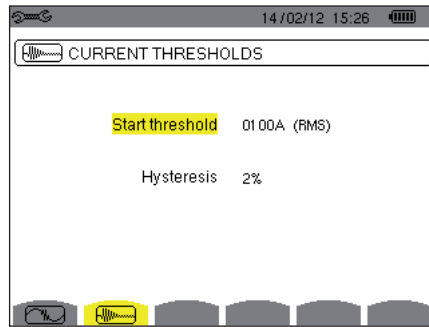 14/02/12 15:26
CURRENT THRESHOLDS
Start threshold 0100A (RMS)
Hysteresis 2%